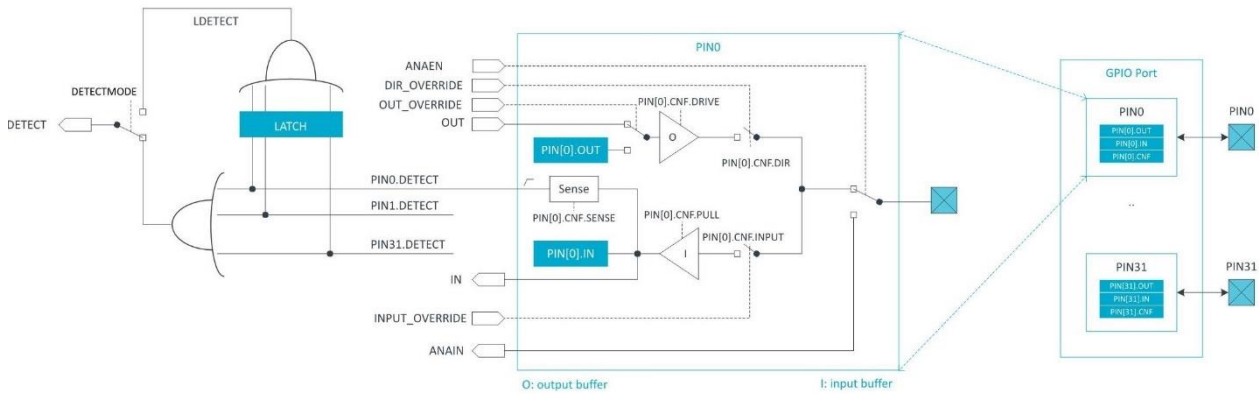 LDETECT
DETECTMODE
DETECT
LATCH
PIN0.DETECT
PIN1.DETECT
PIN31.DETECT
PIN0
ANAEN
DIR_OVERRIDE
OUT_OVERRIDE
OUT
PIN[0].CNF.DRIVE
O
PIN[0].OUT
PIN[0].CNF.DIR
Sense
PIN[0].CNF.SENSE
PIN[0].CNF.PULL
PIN[0].CNF.INPUT
PIN[0].IN
I
IN
INPUT_OVERRIDE
ANAIN
O: output buffer
I: input buffer
GPIO Port
PIN0
PIN[0].OUT
PIN[0].IN
PIN[0].CNF
PIN0
..
PIN31
PIN[31].OUT
PIN[31].IN
PIN[31].CNF
PIN31